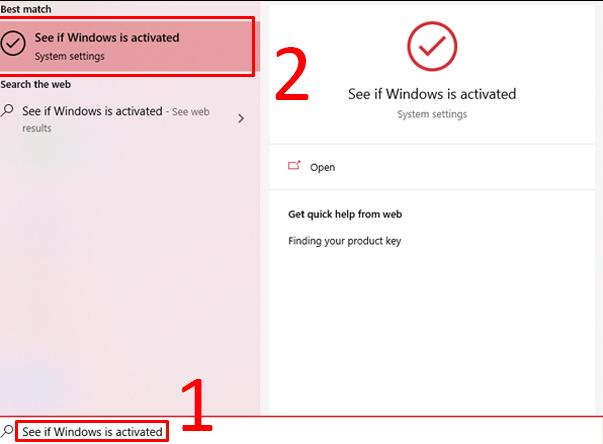 Best match
See if Windows is activated
System settings
2
Search the web
See if Windows is activated - See web
results
See if Windows is activated
System settings
Open
Get quick help from web
Finding your product key
1
See if Windows is activated